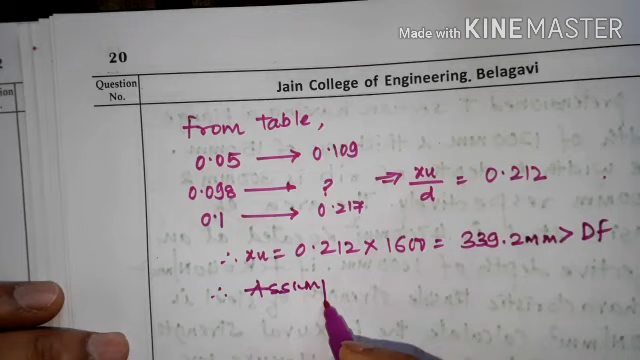 Made with KINEMASTER
20
Question No.
Jain College of Engineering, Belagavi
from table,
0.05 → 0.109
0.098 → ? ⇒ xu/d = 0.212
0.1 → 0.217
∴ xu = 0.212 × 1600 = 339.2mm > Df
∴ Assum